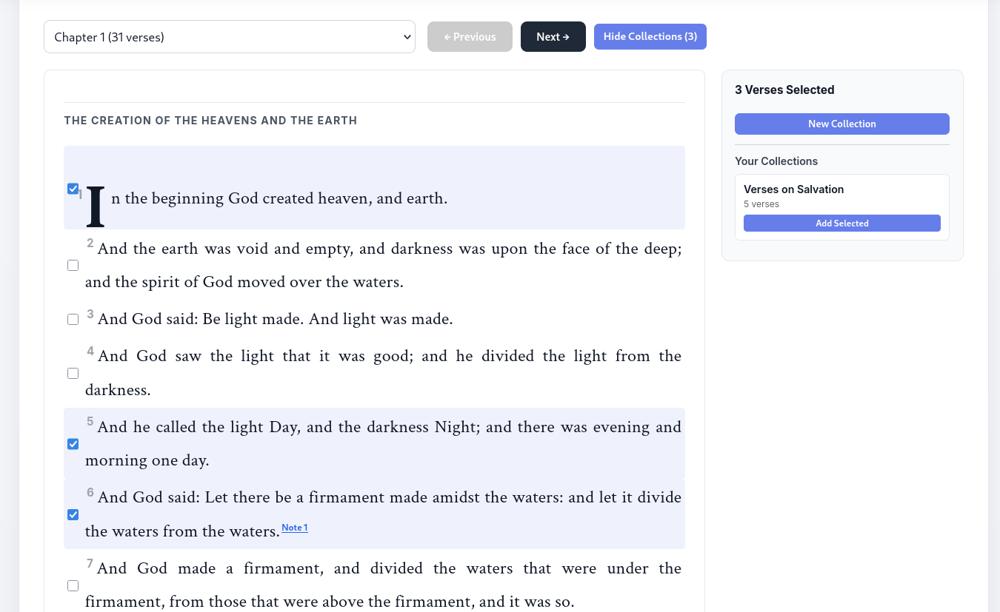 Chapter 1 (31 verses)
← Previous
Next →
Hide Collections (3)
THE CREATION OF THE HEAVENS AND THE EARTH
1 In the beginning God created heaven, and earth.
2 And the earth was void and empty, and darkness was upon the face of the deep;
and the spirit of God moved over the waters.
3 And God said: Be light made. And light was made.
4 And God saw the light that it was good; and he divided the light from the
darkness.
5 And he called the light Day, and the darkness Night; and there was evening and
morning one day.
6 And God said: Let there be a firmament made amidst the waters: and let it divide
the waters from the waters. Note 1
7 And God made a firmament, and divided the waters that were under the
firmament, from those that were above the firmament, and it was so.
3 Verses Selected
New Collection
Your Collections
Verses on Salvation
5 verses
Add Selected